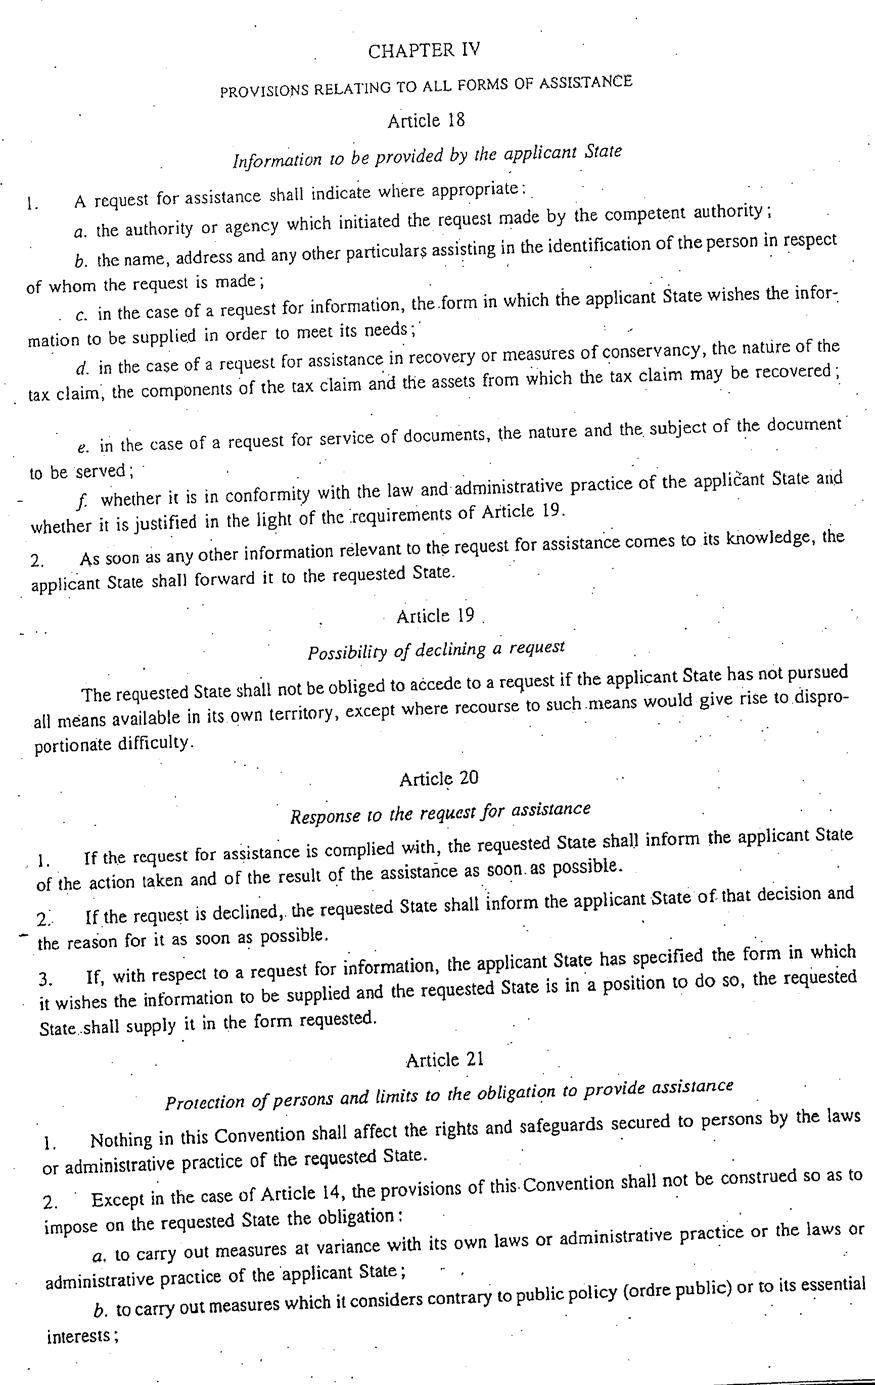 CHAPTER IV
PROVISIONS RELATING TO ALL FORMS OF ASSISTANCE
Article 18
Information to be provided by the applicant State
1. A request for assistance shall indicate where appropriate:
a. the authority or agency which initiated the request made by the competent authority;
b. the name, address and any other particulars assisting in the identification of the person in respect
of whom the request is made;
c. in the case of a request for information, the form in which the applicant State wishes the infor-
mation to be supplied in order to meet its needs;
d. in the case of a request for assistance in recovery or measures of conservancy, the nature of the
tax claim, the components of the tax claim and the assets from which the tax claim may be recovered;
e. in the case of a request for service of documents, the nature and the subject of the document
to be served;
f. whether it is in conformity with the law and administrative practice of the applicant State and
whether it is justified in the light of the requirements of Article 19.
2. As soon as any other information relevant to the request for assistance comes to its knowledge, the
applicant State shall forward it to the requested State.
Article 19
Possibility of declining a request
The requested State shall not be obliged to accede to a request if the applicant State has not pursued
all means available in its own territory, except where recourse to such means would give rise to dispro-
portionate difficulty.
Article 20
Response to the request for assistance
1. If the request for assistance is complied with, the requested State shall inform the applicant State
of the action taken and of the result of the assistance as soon as possible.
2. If the request is declined, the requested State shall inform the applicant State of that decision and
the reason for it as soon as possible.
3. If, with respect to a request for information, the applicant State has specified the form in which
it wishes the information to be supplied and the requested State is in a position to do so, the requested
State shall supply it in the form requested.
Article 21
Protection of persons and limits to the obligation to provide assistance
1. Nothing in this Convention shall affect the rights and safeguards secured to persons by the laws
or administrative practice of the requested State.
2. Except in the case of Article 14, the provisions of this Convention shall not be construed so as to
impose on the requested State the obligation:
a. to carry out measures at variance with its own laws or administrative practice or the laws or
administrative practice of the applicant State;
b. to carry out measures which it considers contrary to public policy (ordre public) or to its essential
interests;